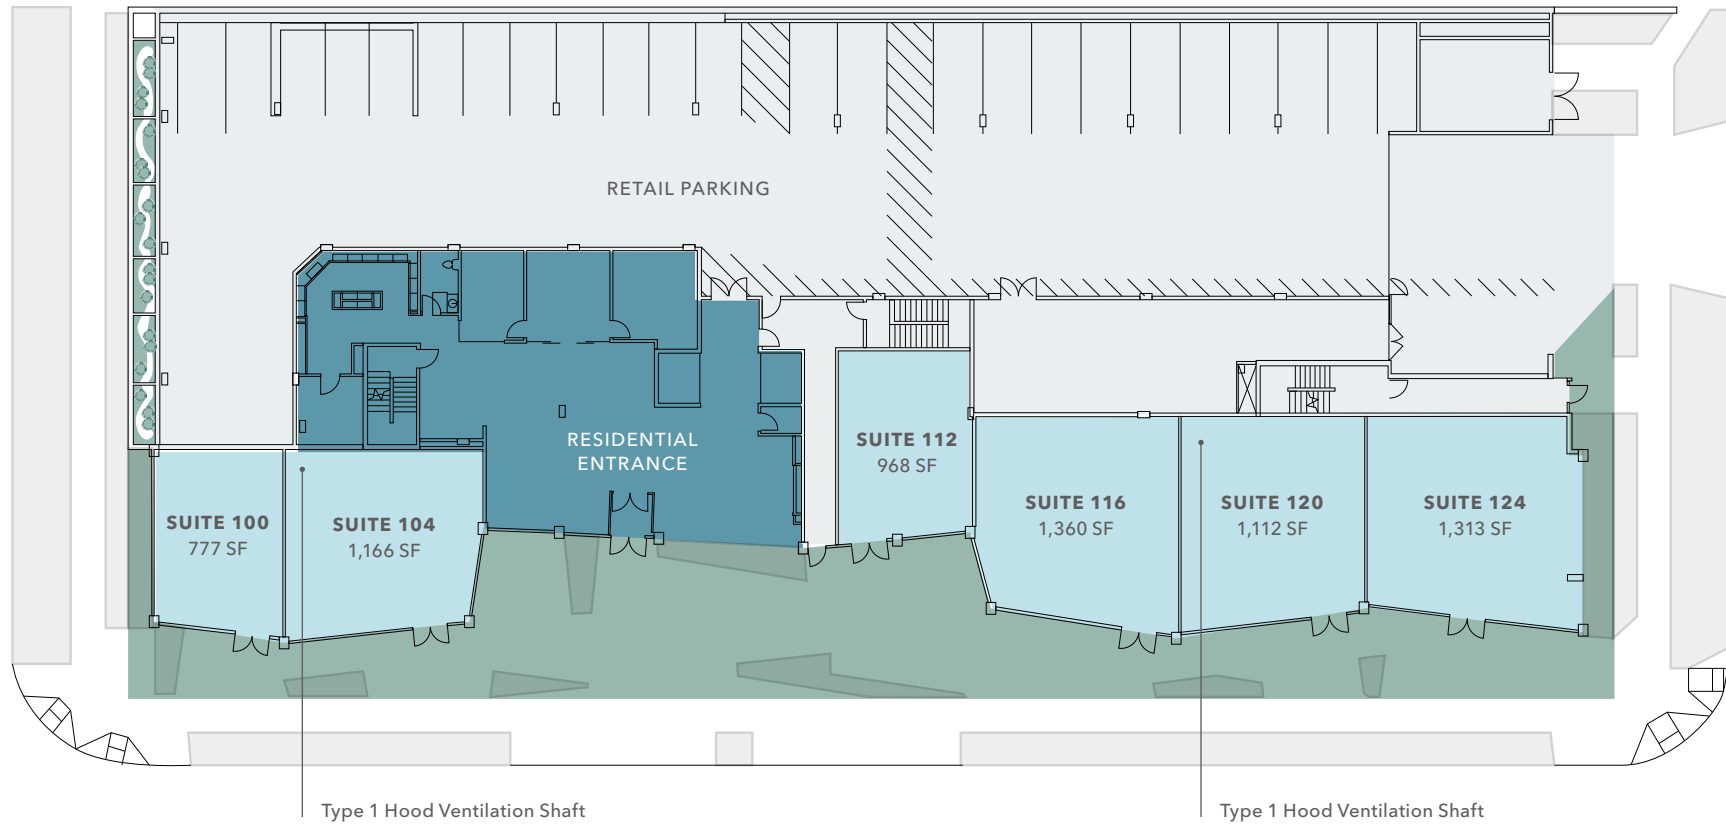 RETAIL PARKING
RESIDENTIAL
ENTRANCE
SUITE 100
777 SF
SUITE 104
1,166 SF
SUITE 112
968 SF
SUITE 116
1,360 SF
SUITE 120
1,112 SF
SUITE 124
1,313 SF
Type 1 Hood Ventilation Shaft
Type 1 Hood Ventilation Shaft